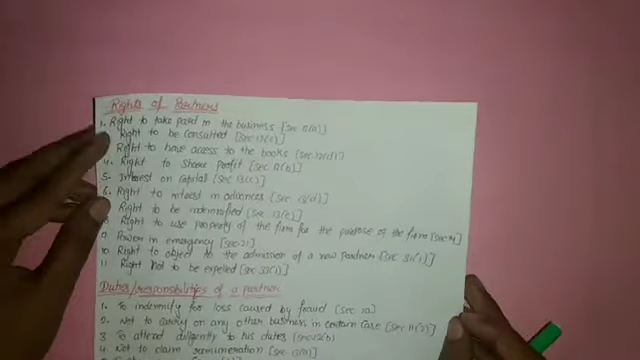 Rights of Partners
1. Right to take part in the business [Sec 12(a)]
Right to be consulted [Sec 12(c)]
Right to have access to the books [Sec 12(d)]
4. Right to share profit [Sec 13(b)]
5. Interest on capital [Sec 13(c)]
6. Right to interest in advances [Sec 13(d)]
Right to be indemnified [Sec 13(e)]
8 Right to use property of the firm for the purpose of the firm [Sec
9. Power in emergency [Sec 21]
10 Right to object to the admission of a new partner [Sec 31(1)]
11 Right not to be expelled [Sec 33(1)]
Duties/responsibilities of a partner
1. To indemnify for loss caused by fraud [Sec 10]
2. Not to carry on any other business in certain case [Sec 11(2)]
3 To attend diligently to his duties [Sec 12(b)]
4 Not to claim remuneration [Sec 13(a)]